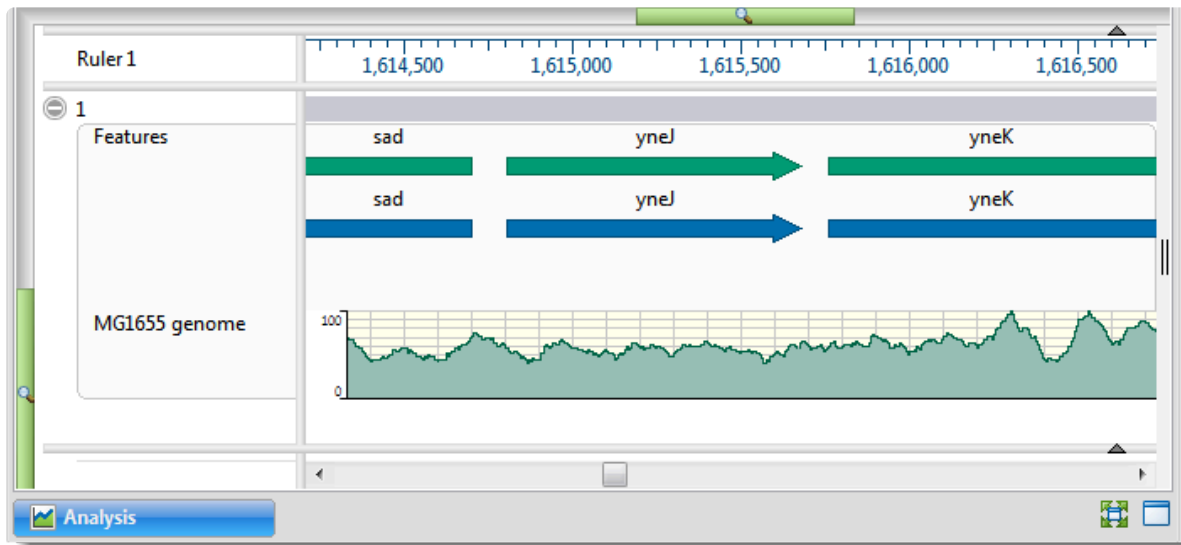 Ruler 1
1,614,500 1,615,000 1,615,500 1,616,000 1,616,500
1
Features
sad yneJ yneK
sad yneJ yneK
MG1655 genome
100
0
Analysis